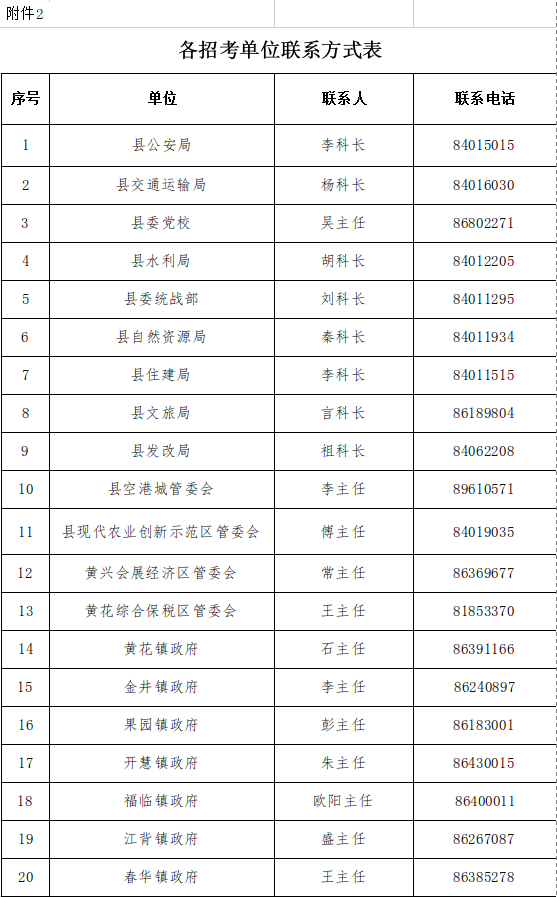 附件2
各招考单位联系方式表
序号 单位 联系人 联系电话
1 县公安局 李科长 84015015
2 县交通运输局 杨科长 84016030
3 县委党校 吴主任 86802271
4 县水利局 胡科长 84012205
5 县委统战部 刘科长 84011295
6 县自然资源局 秦科长 84011934
7 县住建局 李科长 84011515
8 县文旅局 言科长 86189804
9 县发改局 祖科长 84062208
10 县空港城管委会 李主任 89610571
11 县现代农业创新示范区管委会 傅主任 84019035
12 黄兴会展经济区管委会 常主任 86369677
13 黄花综合保税区管委会 王主任 81853370
14 黄花镇政府 石主任 86391166
15 金井镇政府 李主任 86240897
16 果园镇政府 彭主任 86183001
17 开慧镇政府 朱主任 86430015
18 福临镇政府 欧阳主任 86400011
19 江背镇政府 盛主任 86267087
20 春华镇政府 王主任 86385278